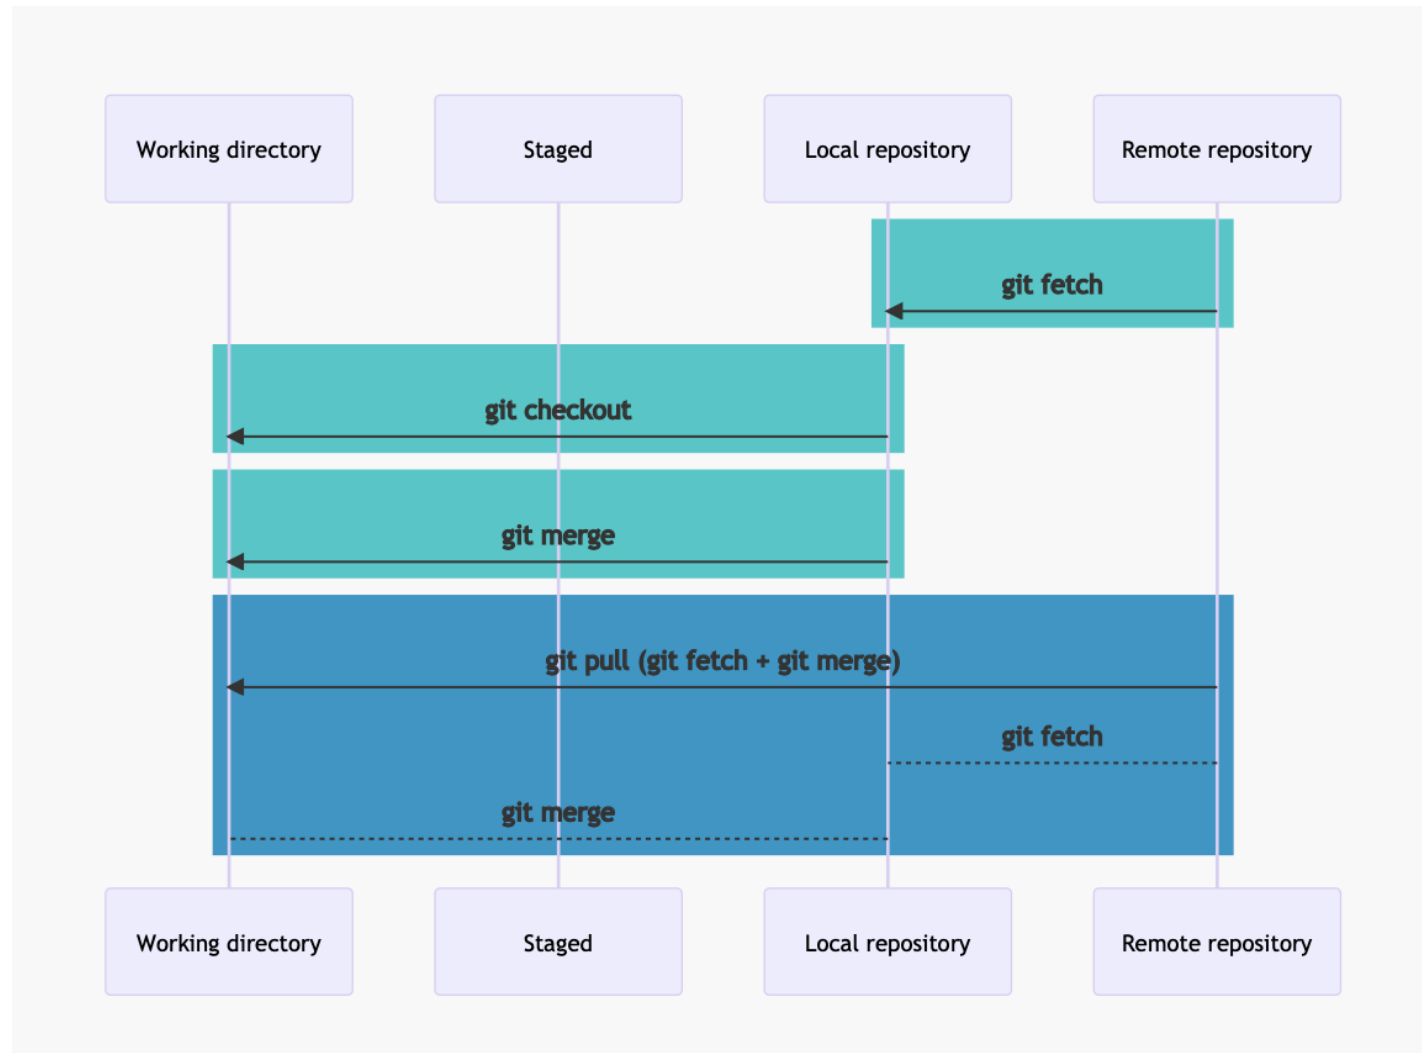 Working directory
Staged
Local repository
Remote repository
git fetch
git checkout
git merge
git pull (git fetch + git merge)
git fetch
git merge
Working directory
Staged
Local repository
Remote repository